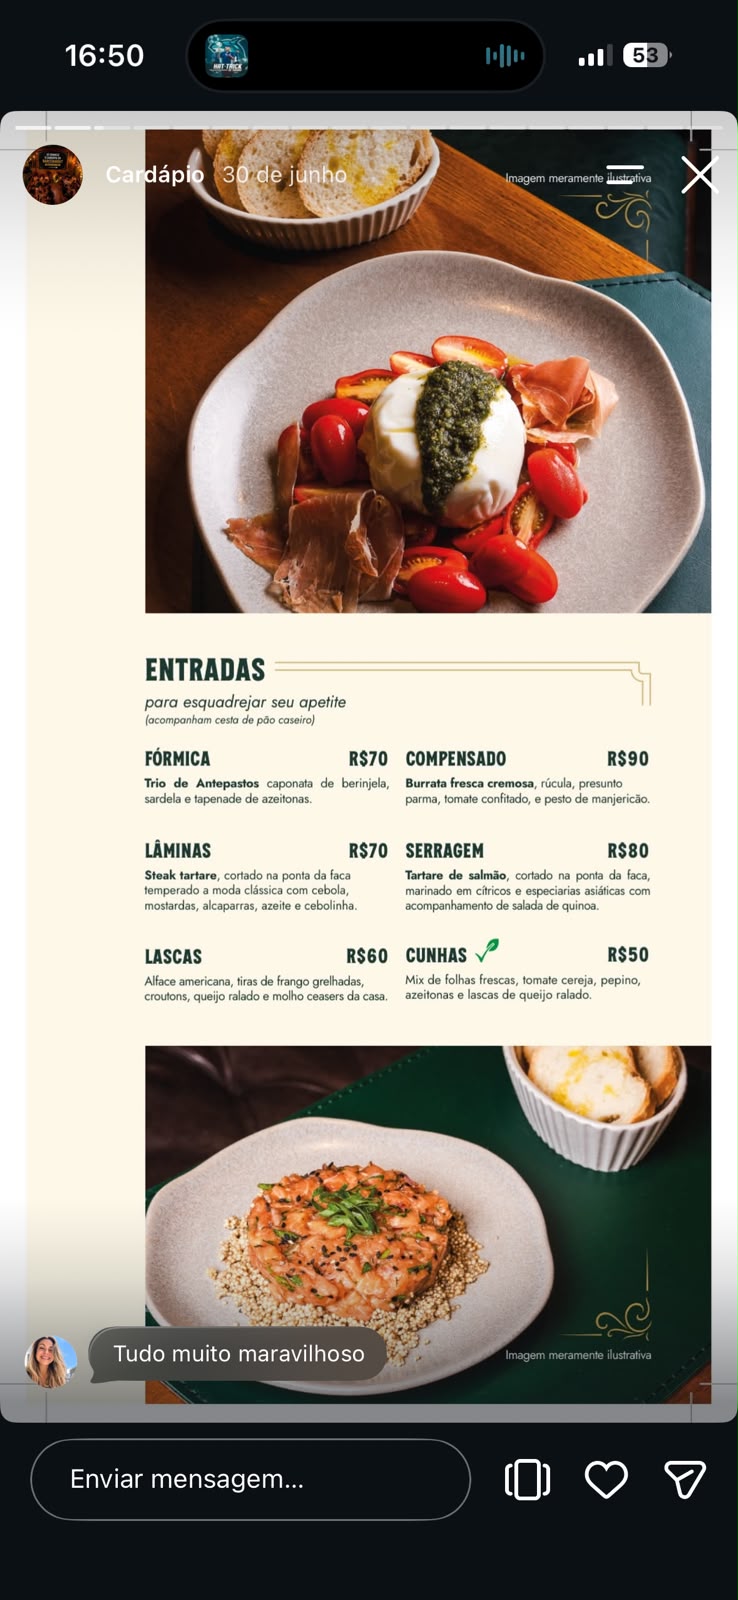 16:50
HAT-TRICK
53
Cardápio 30 de junho
Imagem meramente ilustrativa
ENTRADAS
para esquadrejar seu apetite
(acompanham cesta de pão caseiro)
FÓRMICA R$70
Trio de Antepastos caponata de berinjela,
sardela e tapenade de azeitonas.
COMPENSADO R$90
Burrata fresca cremosa, rúcula, presunto
parma, tomate confitado, e pesto de manjericão.
LÂMINAS R$70
Steak tartare, cortado na ponta da faca
temperado a moda clássica com cebola,
mostardas, alcaparras, azeite e cebolinha.
SERRAGEM R$80
Tartare de salmão, cortado na ponta da faca,
marinado em cítricos e especiarias asiáticas com
acompanhamento de salada de quinoa.
LASCAS R$60
Alface americana, tiras de frango grelhadas,
croutons, queijo ralado e molho ceasers da casa.
CUNHAS R$50
Mix de folhas frescas, tomate cereja, pepino,
azeitonas e lascas de queijo ralado.
Tudo muito maravilhoso
Imagem meramente ilustrativa
Enviar mensagem...